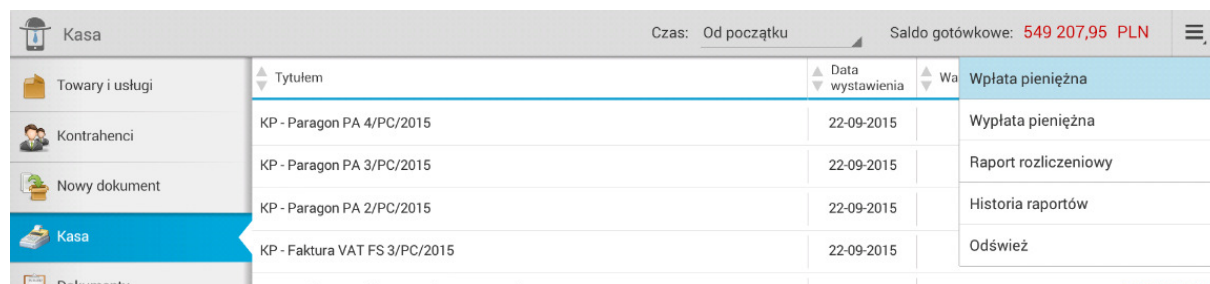 Kasa
Czas: Od początku
Saldo gotówkowe: 549 207,95 PLN
Towary i usługi
Kontrahenci
Nowy dokument
Kasa
Tytułem
Data
wystawienia
Wa
KP - Paragon PA 4/PC/2015
22-09-2015
KP - Paragon PA 3/PC/2015
22-09-2015
KP - Paragon PA 2/PC/2015
22-09-2015
KP - Faktura VAT FS 3/PC/2015
22-09-2015
Wpłata pieniężna
Wypłata pieniężna
Raport rozliczeniowy
Historia raportów
Odśwież